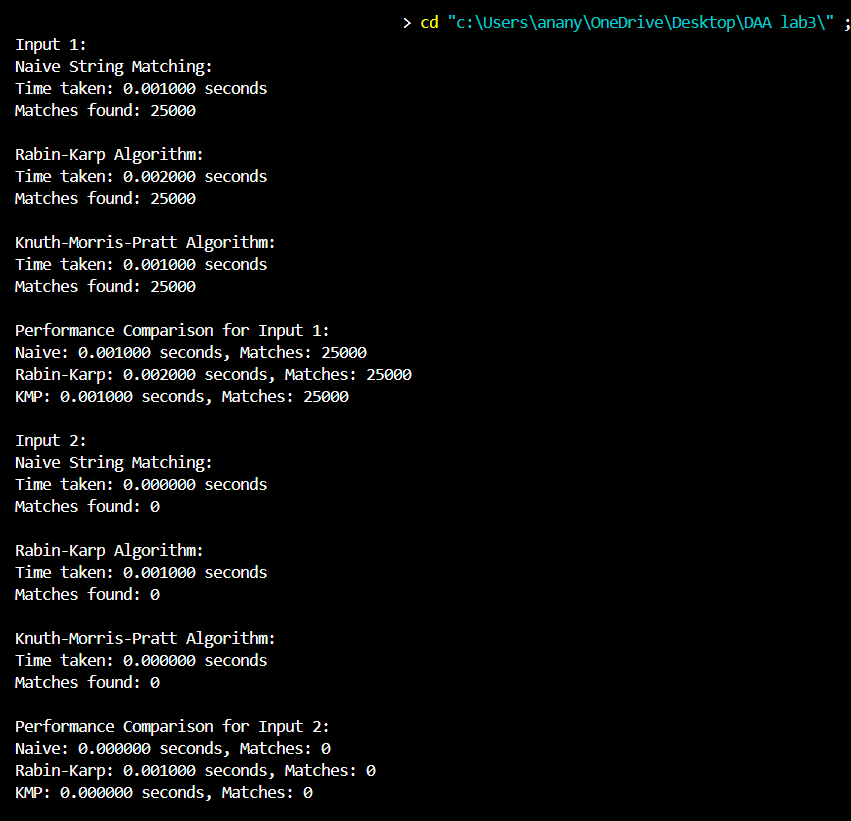 > cd "c:\Users\anany\OneDrive\Desktop\DAA lab3\" ;
Input 1:
Naive String Matching:
Time taken: 0.001000 seconds
Matches found: 25000
Rabin-Karp Algorithm:
Time taken: 0.002000 seconds
Matches found: 25000
Knuth-Morris-Pratt Algorithm:
Time taken: 0.001000 seconds
Matches found: 25000
Performance Comparison for Input 1:
Naive: 0.001000 seconds, Matches: 25000
Rabin-Karp: 0.002000 seconds, Matches: 25000
KMP: 0.001000 seconds, Matches: 25000
Input 2:
Naive String Matching:
Time taken: 0.000000 seconds
Matches found: 0
Rabin-Karp Algorithm:
Time taken: 0.001000 seconds
Matches found: 0
Knuth-Morris-Pratt Algorithm:
Time taken: 0.000000 seconds
Matches found: 0
Performance Comparison for Input 2:
Naive: 0.000000 seconds, Matches: 0
Rabin-Karp: 0.001000 seconds, Matches: 0
KMP: 0.000000 seconds, Matches: 0